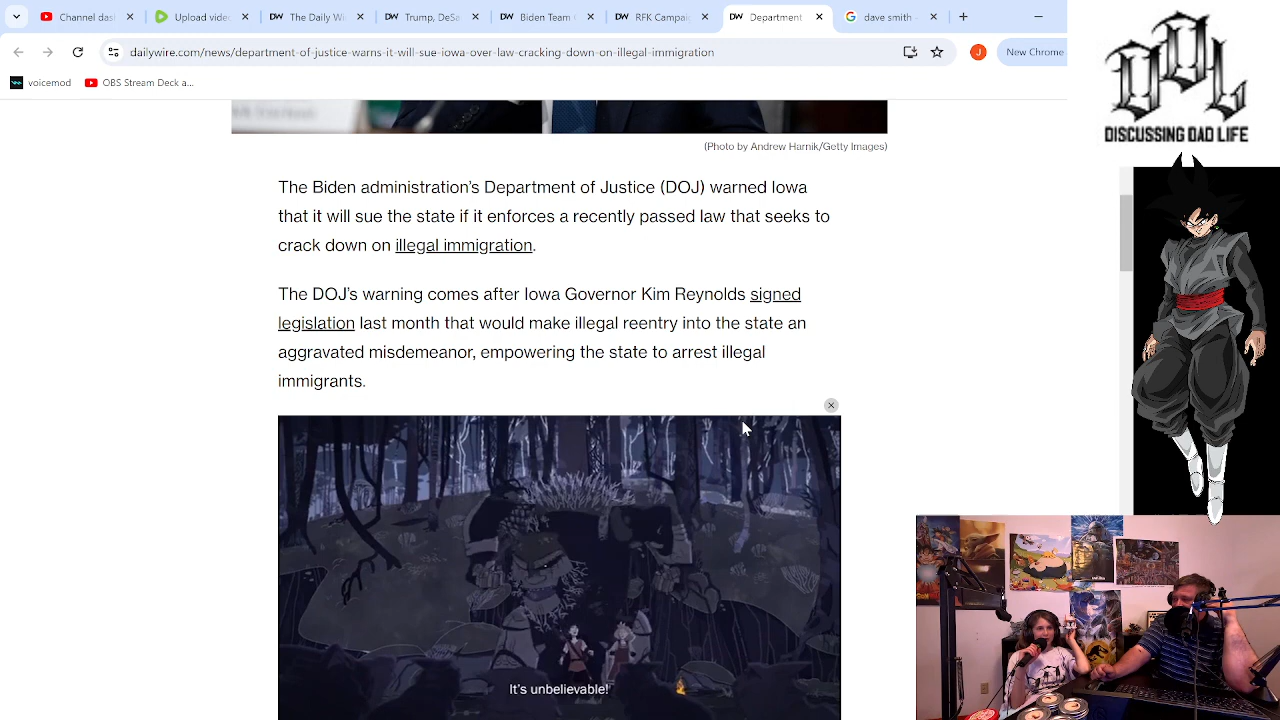 Channel das
Upload vide
The Daily Wi
Trump, DeSa
Biden Team
RFK Campai
Department
dave smith -
dailywire.com/news/department-of-justice-warns-it-will-sue-iowa-over-law-cracking-down-on-illegal-immigration
J
New Chrome
voicemod
OBS Stream Deck a...
DDL
DISCUSSING DAD LIFE
(Photo by Andrew Harnik/Getty Images)
The Biden administration's Department of Justice (DOJ) warned Iowa
that it will sue the state if it enforces a recently passed law that seeks to
crack down on illegal immigration.
The DOJ's warning comes after Iowa Governor Kim Reynolds signed
legislation last month that would make illegal reentry into the state an
aggravated misdemeanor, empowering the state to arrest illegal
immigrants.
It's unbelievable!